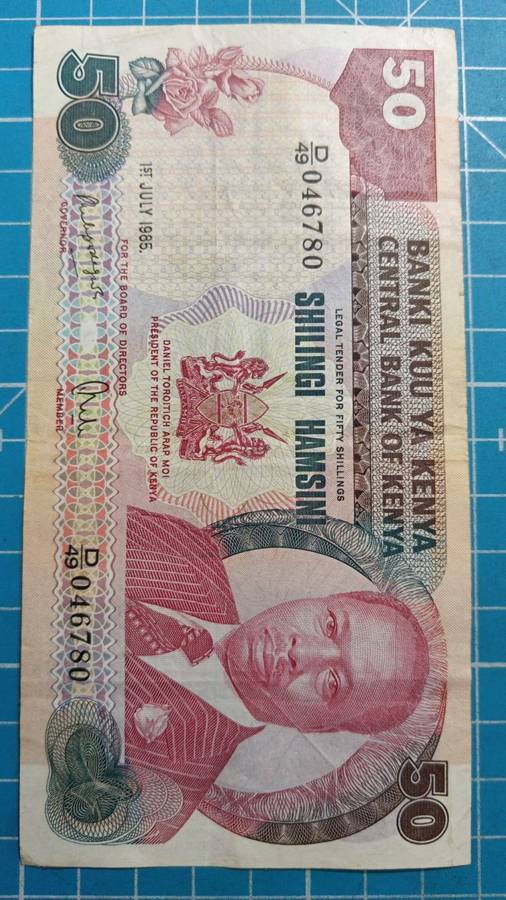 50
BANKI KUU YA KENYA
CENTRAL BANK OF KENYA
50
LEGAL TENDER FOR FIFTY SHILLINGS
D/49 046780
SHILINGI HAMSINI
DANIEL TOROITICH ARAP MOI
PRESIDENT OF THE REPUBLIC OF KENYA
1ST JULY 1985.
FOR THE BOARD OF DIRECTORS
50
GOVERNOR
MEMBER
D/49 046780